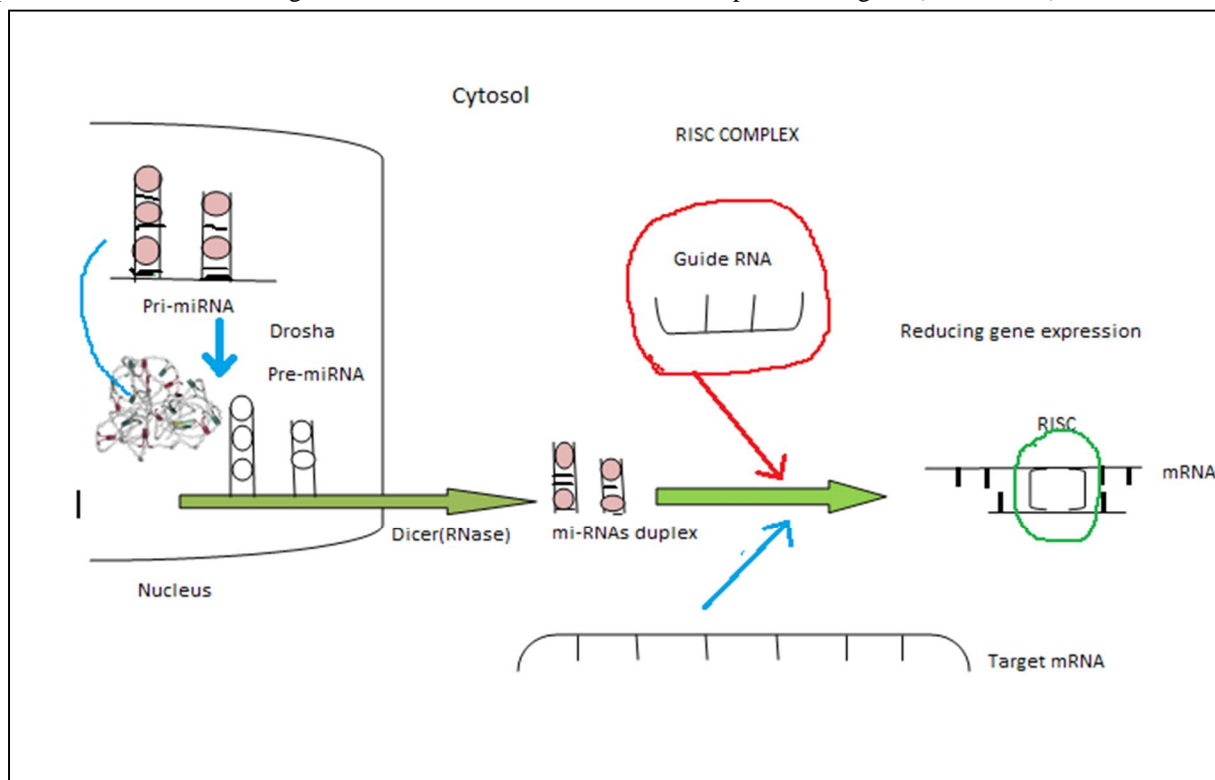 Cytosol
RISC COMPLEX
Guide RNA
Pri-miRNA
Drosha
Reducing gene expression
Pre-miRNA
RISC
mRNA
Dicer(RNase)
mi-RNAs duplex
Nucleus
Target mRNA